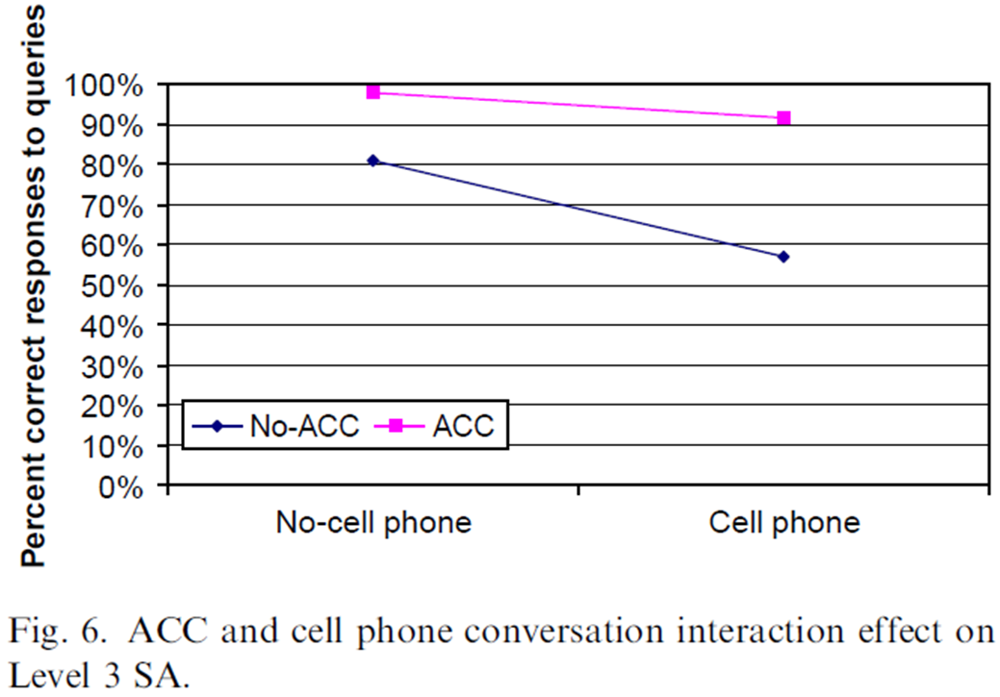 Percent correct responses to queries
100%
90%
80%
70%
60%
50%
40%
30%
20%
10%
0%
No-ACC ACC
No-cell phone Cell phone
Fig. 6. ACC and cell phone conversation interaction effect on
Level 3 SA.